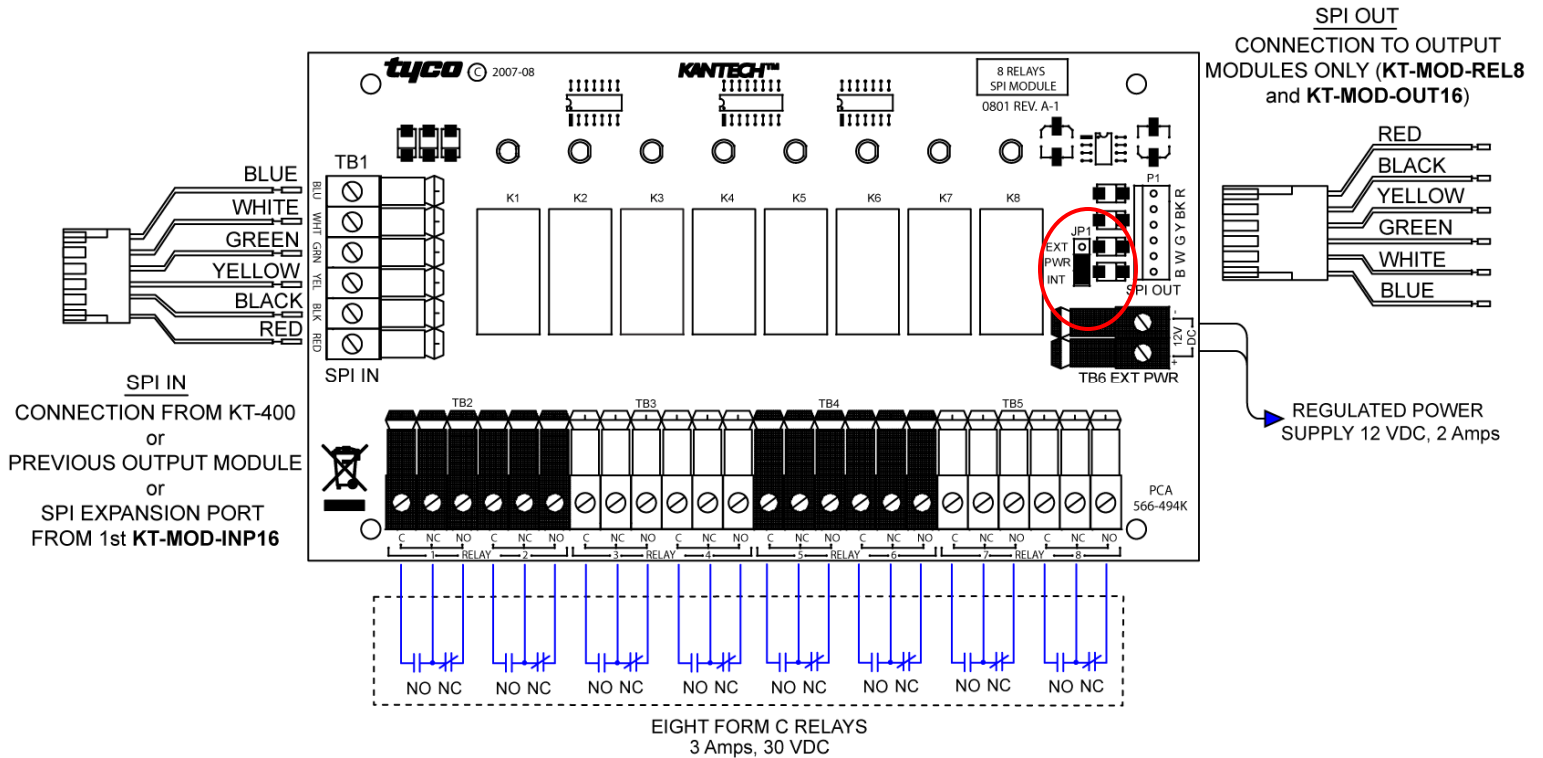 SPI OUT
CONNECTION TO OUTPUT
MODULES ONLY (KT-MOD-REL8
and KT-MOD-OUT16)
tyco © 2007-08
KANTECH™
8 RELAYS
SPI MODULE
0801 REV. A-1
RED
BLACK
YELLOW
GREEN
WHITE
BLUE
BLUE
WHITE
GREEN
YELLOW
BLACK
RED
TB1
BLU
WHT
GRN
YEL
BLK
RED
SPI IN
K1 K2 K3 K4 K5 K6 K7 K8
P1
B W G Y BK R
SPI OUT
JP1
EXT
PWR
INT
- 12V +
DC
TB6 EXT PWR
SPI IN
CONNECTION FROM KT-400
or
PREVIOUS OUTPUT MODULE
or
SPI EXPANSION PORT
FROM 1st KT-MOD-INP16
REGULATED POWER
SUPPLY 12 VDC, 2 Amps
TB2 TB3 TB4 TB5
PCA
566-494K
C NC NO C NC NO C NC NO C NC NO C NC NO C NC NO C NC NO C NC NO
1 RELAY 2 3 RELAY 4 5 RELAY 6 7 RELAY 8
NO NC NO NC NO NC NO NC NO NC NO NC NO NC NO NC
EIGHT FORM C RELAYS
3 Amps, 30 VDC